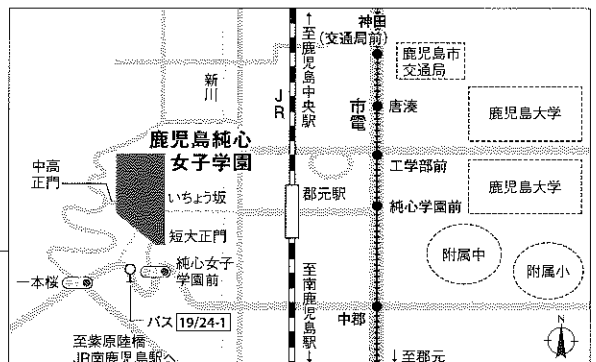 神田
(交通局前)
↑至鹿児島中央駅
鹿児島市
交通局
新川
JR
市電
唐湊
鹿児島大学
鹿児島純心
女子学園
中高
正門
工学部前
いちょう坂
郡元駅
純心学園前
鹿児島大学
短大正門
附属中
附属小
純心女子
学園前
一本桜
至南鹿児島駅↓
バス 19/24-1
中郡
至紫原陸橋
JR南鹿児島駅へ
↓至郡元
N